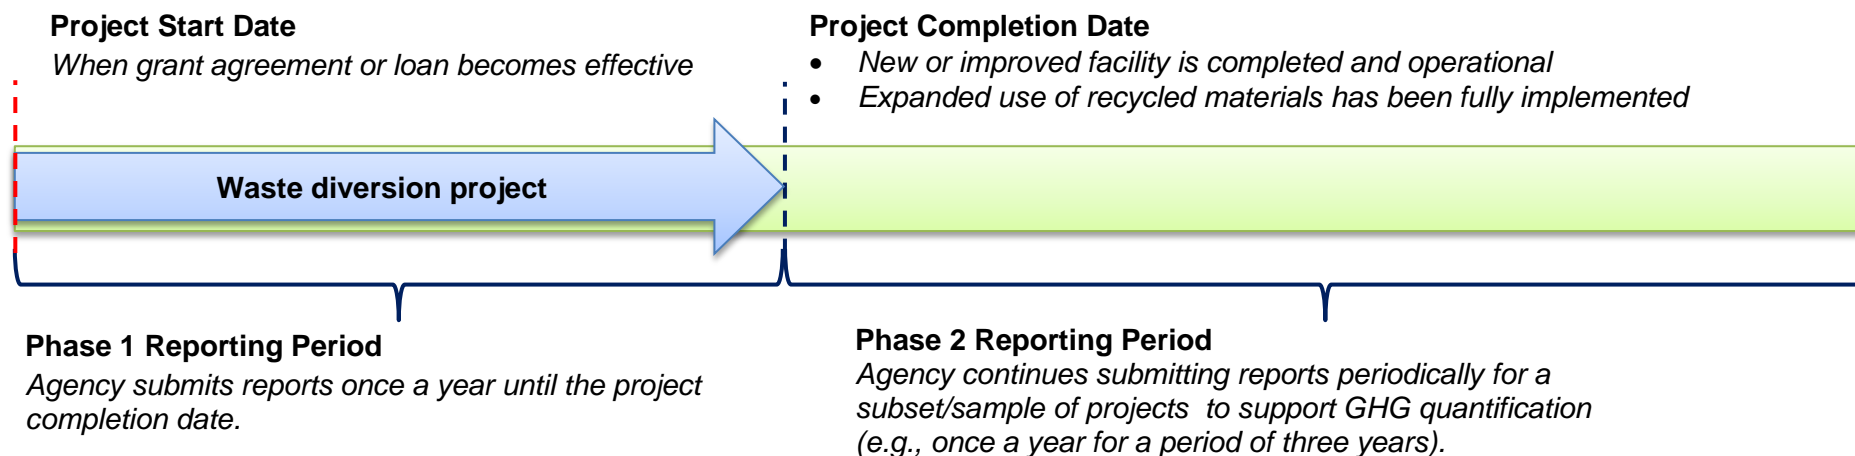 Project Start Date
When grant agreement or loan becomes effective
Project Completion Date
• New or improved facility is completed and operational
• Expanded use of recycled materials has been fully implemented
Waste diversion project
Phase 1 Reporting Period
Agency submits reports once a year until the project
completion date.
Phase 2 Reporting Period
Agency continues submitting reports periodically for a
subset/sample of projects  to support GHG quantification
(e.g., once a year for a period of three years).